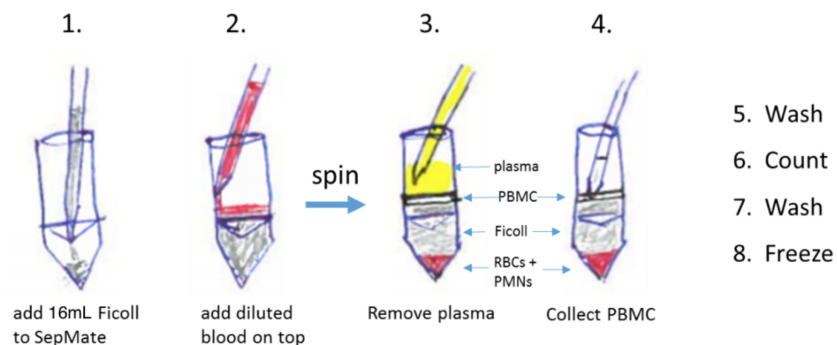 1.
2.
3.
4.
spin
plasma
PBMC
Ficoll
RBCs +
PMNs
add 16mL Ficoll
to SepMate
add diluted
blood on top
Remove plasma
Collect PBMC
5. Wash
6. Count
7. Wash
8. Freeze